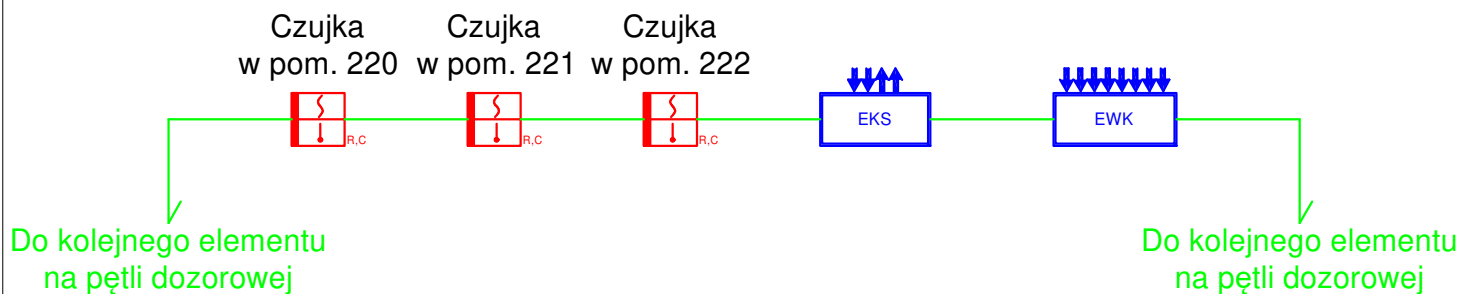 Czujka
w pom. 220
Czujka
w pom. 221
Czujka
w pom. 222
R,C
R,C
R,C
EKS
EWK
Do kolejnego elementu
na pętli dozorowej
Do kolejnego elementu
na pętli dozorowej